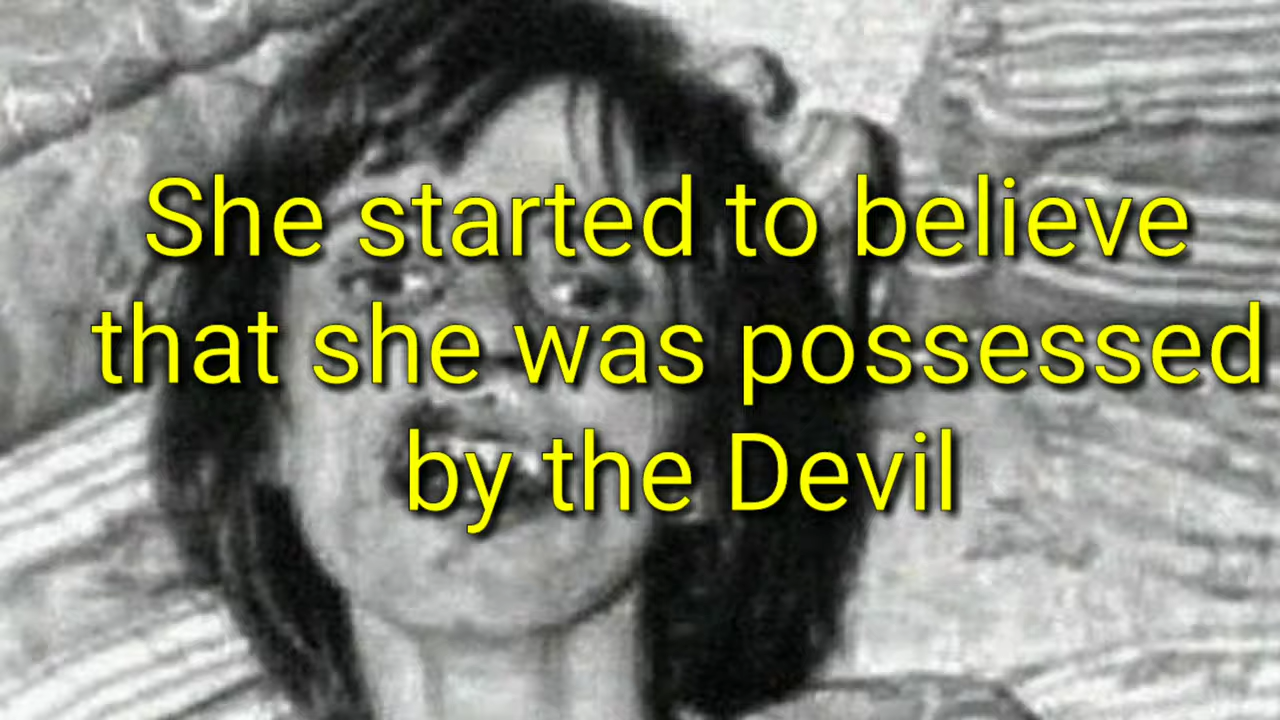 She started to believe
that she was possessed
by the Devil